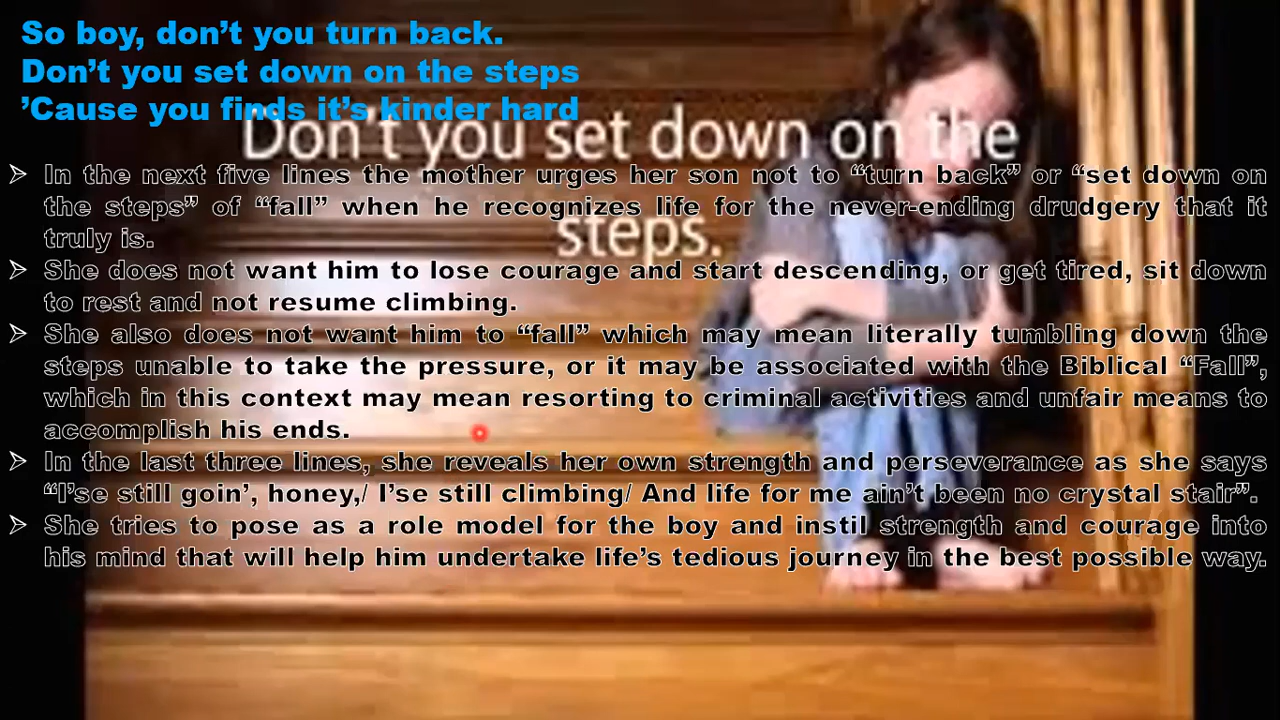 So boy, don’t you turn back.
Don’t you set down on the steps
’Cause you finds it’s kinder hard
Don't you set down on the
steps.
➢ In the next five lines the mother urges her son not to “turn back” or “set down on
the steps” of “fall” when he recognizes life for the never-ending drudgery that it
truly is.
➢ She does not want him to lose courage and start descending, or get tired, sit down
to rest and not resume climbing.
➢ She also does not want him to “fall” which may mean literally tumbling down the
steps unable to take the pressure, or it may be associated with the Biblical “Fall”,
which in this context may mean resorting to criminal activities and unfair means to
accomplish his ends.
➢ In the last three lines, she reveals her own strength and perseverance as she says
“I’se still goin’, honey,/ I’se still climbing/ And life for me ain’t been no crystal stair”.
➢ She tries to pose as a role model for the boy and instil strength and courage into
his mind that will help him undertake life’s tedious journey in the best possible way.